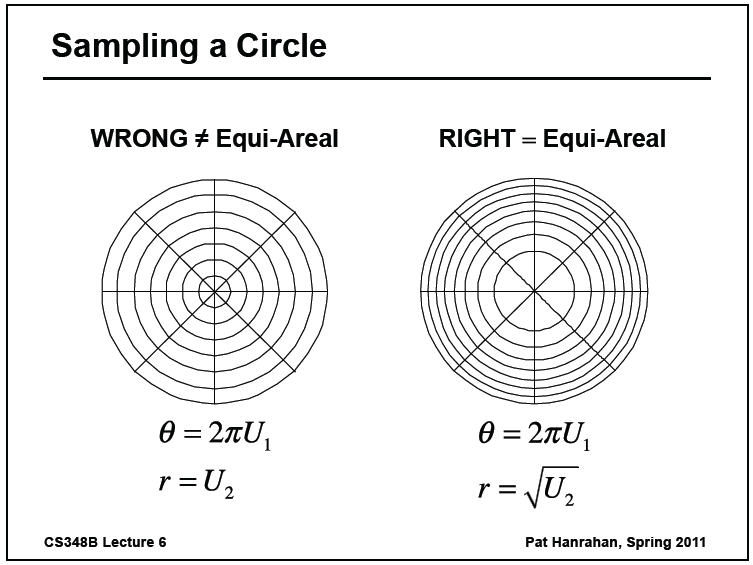 Sampling a Circle
WRONG ≠ Equi-Areal
RIGHT = Equi-Areal
θ = 2πU₁
r = U₂
θ = 2πU₁
r = √U₂
CS348B Lecture 6
Pat Hanrahan, Spring 2011